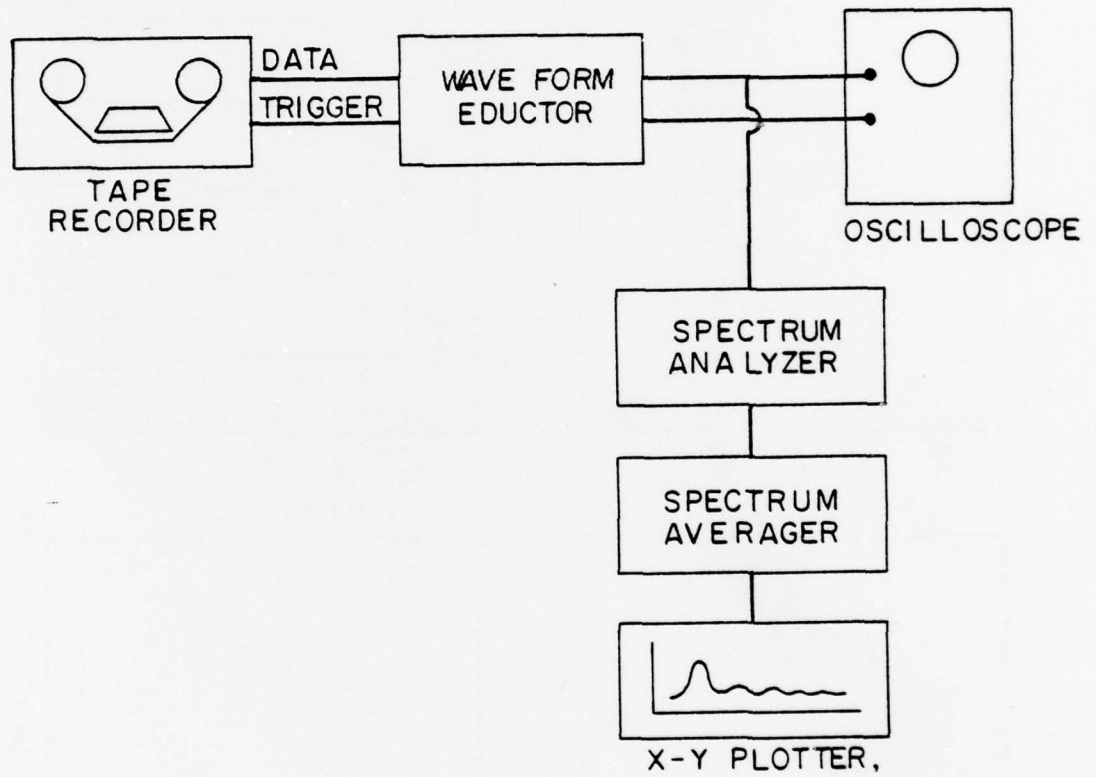 DATA
TRIGGER
WAVE FORM
EDUCTOR
TAPE
RECORDER
OSCILLOSCOPE
SPECTRUM
ANALYZER
SPECTRUM
AVERAGER
X-Y PLOTTER,